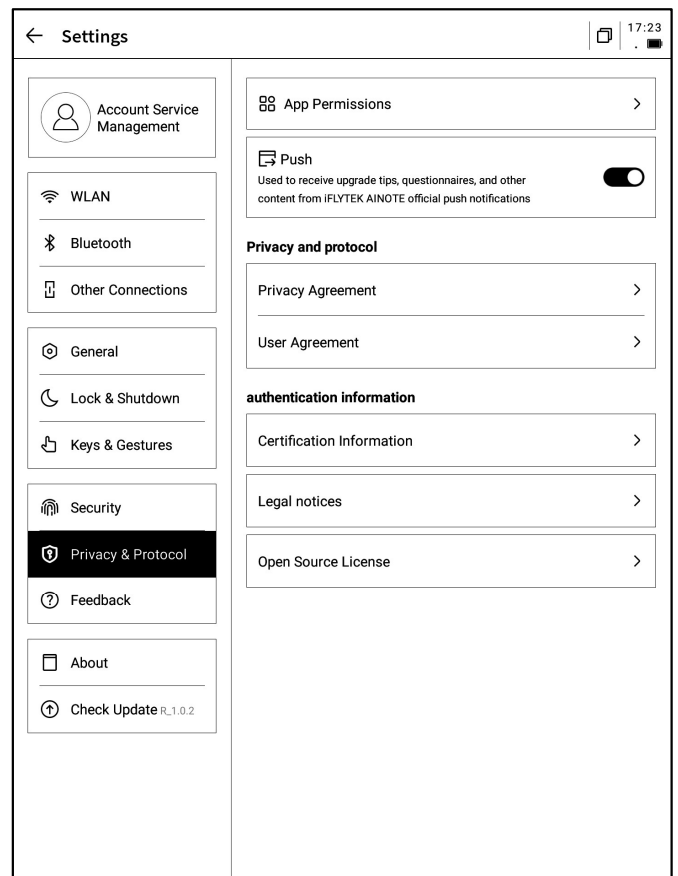 Settings
17:23
Account Service
Management
WLAN
Bluetooth
Other Connections
General
Lock & Shutdown
Keys & Gestures
Security
Privacy & Protocol
Feedback
About
Check Update R_1.0.2
App Permissions
Push
Used to receive upgrade tips, questionnaires, and other
content from iFLYTEK AINOTE official push notifications
Privacy and protocol
Privacy Agreement
User Agreement
authentication information
Certification Information
Legal notices
Open Source License